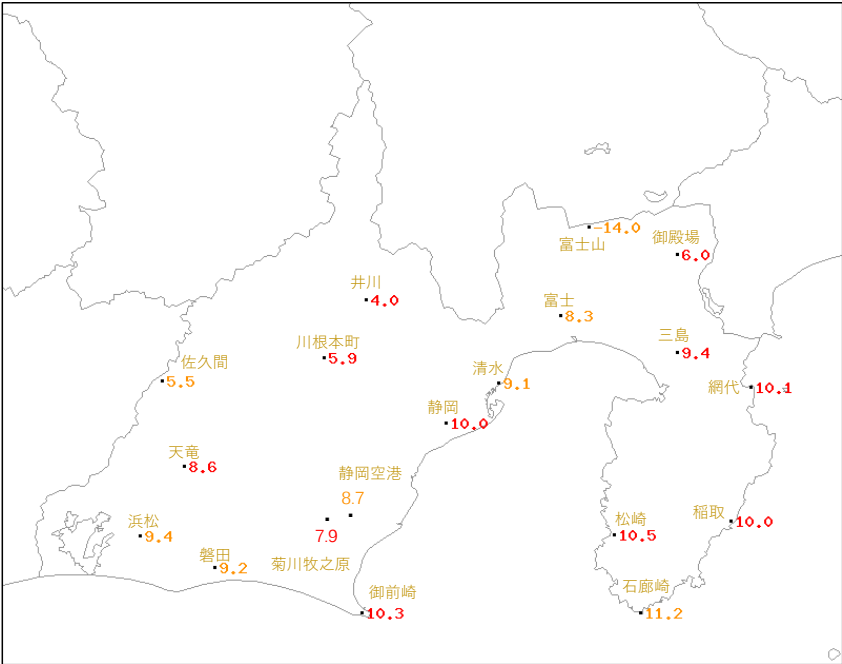 -14.0
富士山
御殿場
6.0
井川
4.0
富士
8.3
川根本町
5.9
三島
9.4
佐久間
5.5
清水
9.1
網代
10.1
静岡
10.0
天竜
8.6
静岡空港
8.7
7.9
菊川牧之原
浜松
9.4
磐田
9.2
松崎
10.5
稲取
10.0
御前崎
10.3
石廊崎
11.2